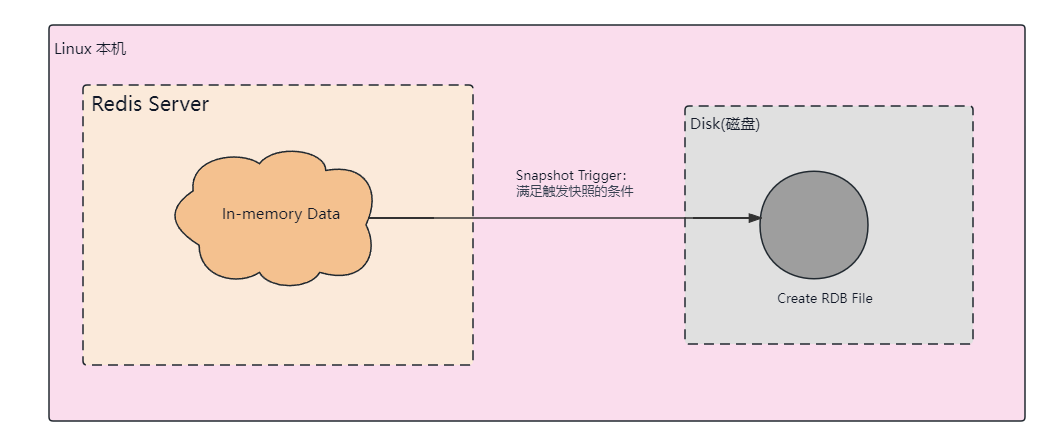 Linux 本机
Redis Server
Disk(磁盘)
Snapshot Trigger：
满足触发快照的条件
In-memory Data
Create RDB File